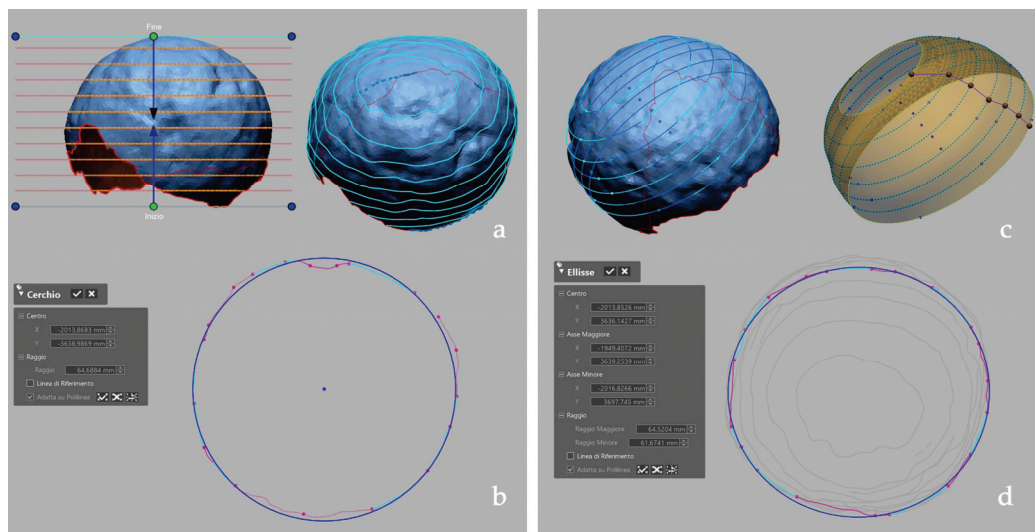 Fine
Inizio
a
c
Cerchio
Centro
X -2013.8683 mm
Y -3638.9869 mm
Raggio
Raggio 64.6884 mm
Linea di Riferimento
Adatta su Polilinea
b
Ellisse
Centro
X -2013.8526 mm
Y 3636.1427 mm
Asse Maggiore
X -1949.4072 mm
Y 3639.2539 mm
Asse Minore
X -2016.8266 mm
Y 3697.745 mm
Raggio
Raggio Maggiore 64.5204 mm
Raggio Minore 61.6741 mm
Linea di Riferimento
Adatta su Polilinea
d